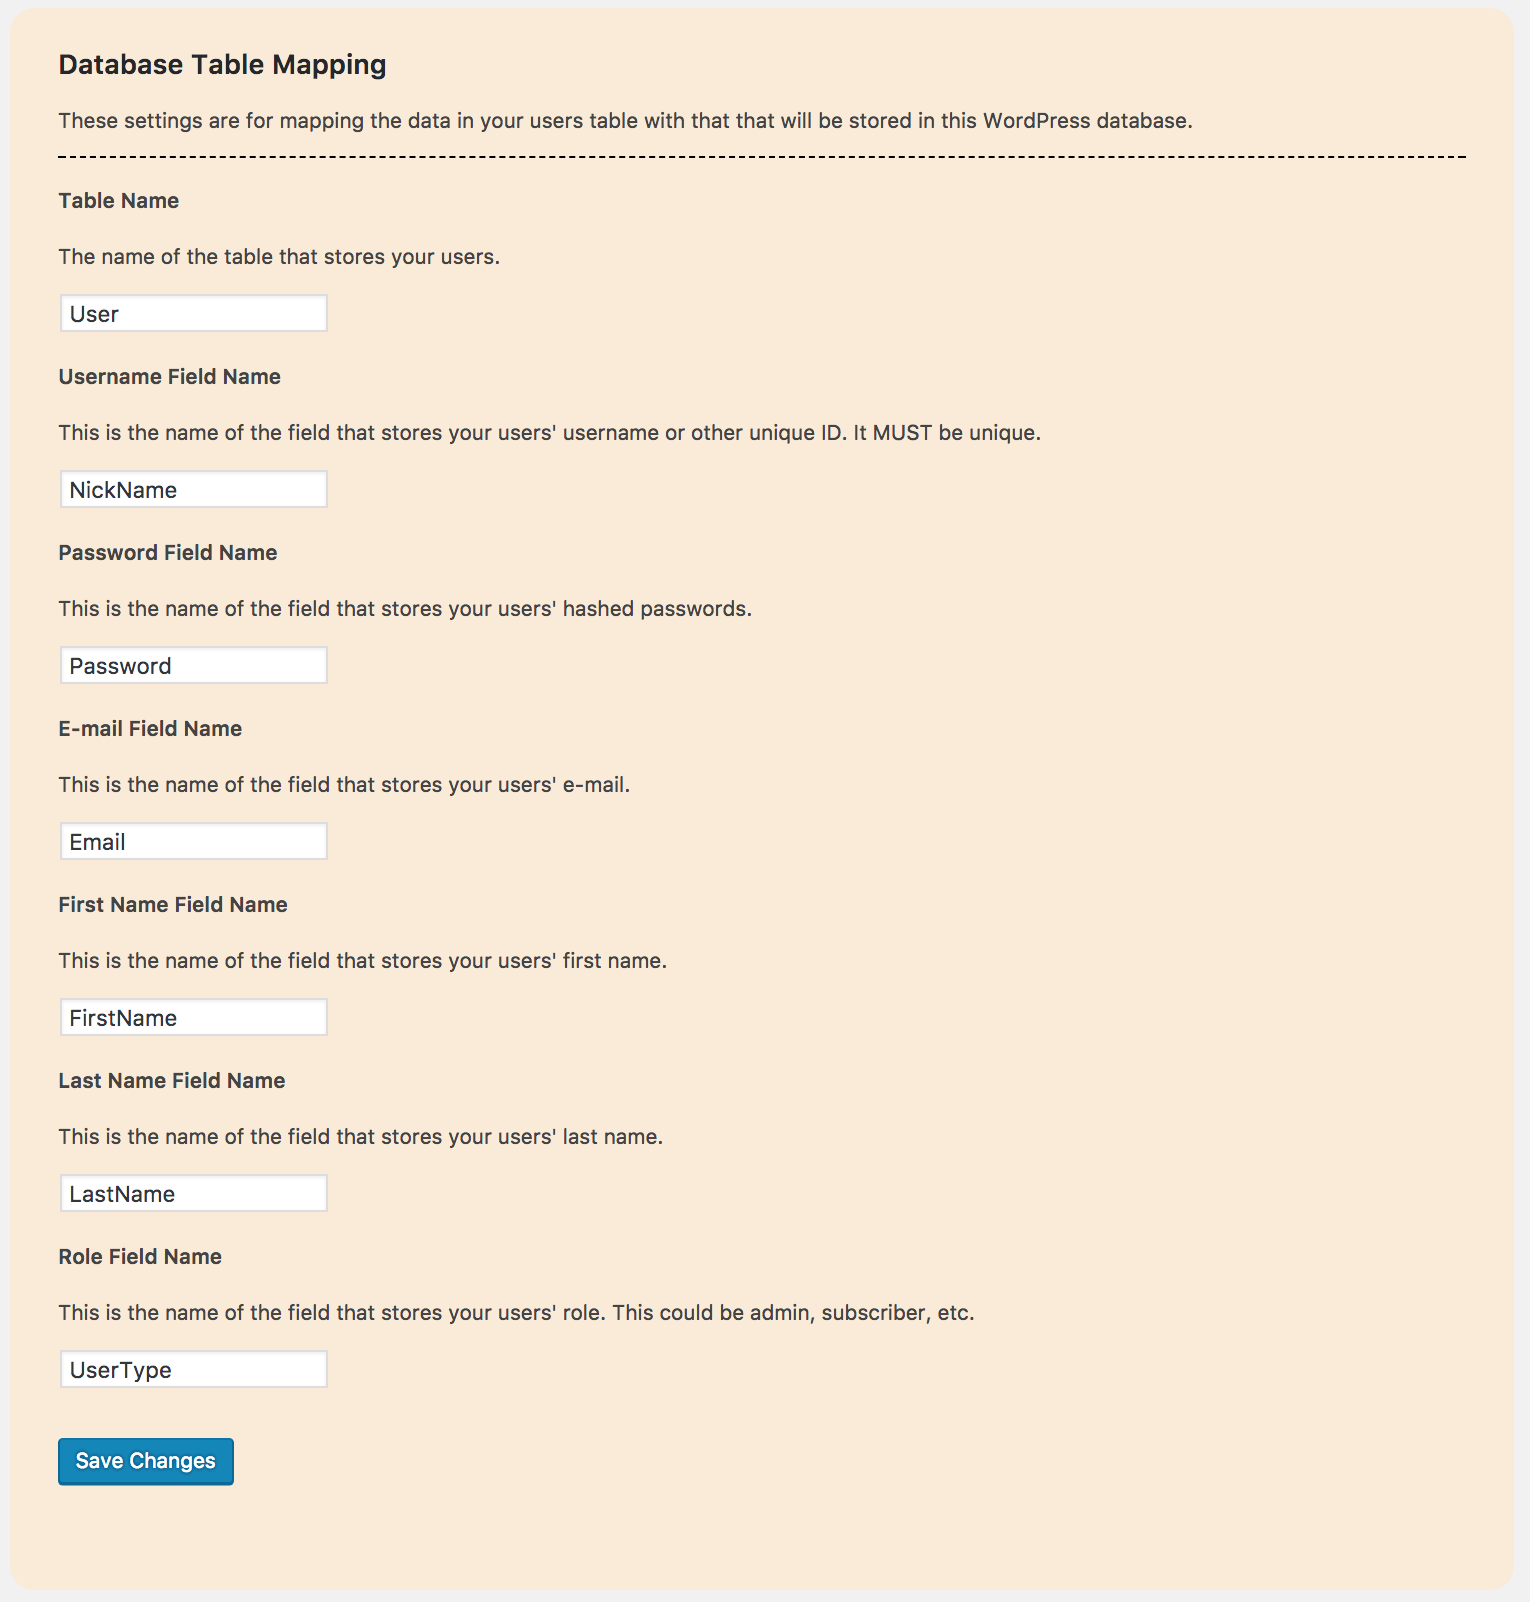 Database Table Mapping
These settings are for mapping the data in your users table with that that will be stored in this WordPress database.
Table Name
The name of the table that stores your users.
User
Username Field Name
This is the name of the field that stores your users' username or other unique ID. It MUST be unique.
NickName
Password Field Name
This is the name of the field that stores your users' hashed passwords.
Password
E-mail Field Name
This is the name of the field that stores your users' e-mail.
Email
First Name Field Name
This is the name of the field that stores your users' first name.
FirstName
Last Name Field Name
This is the name of the field that stores your users' last name.
LastName
Role Field Name
This is the name of the field that stores your users' role. This could be admin, subscriber, etc.
UserType
Save Changes